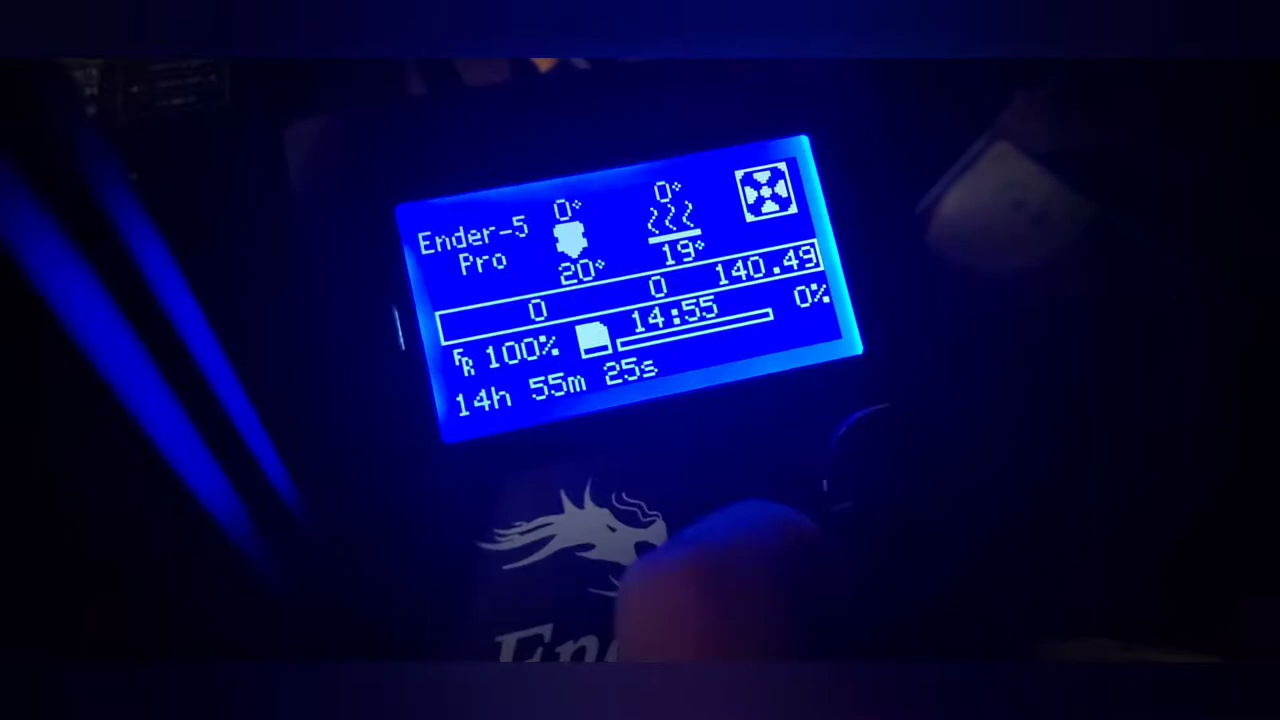 0° 0°
Ender-5
Pro
20° 19° 0%
0 0 140.49
FR 100% 14:55
14h 55m 25s